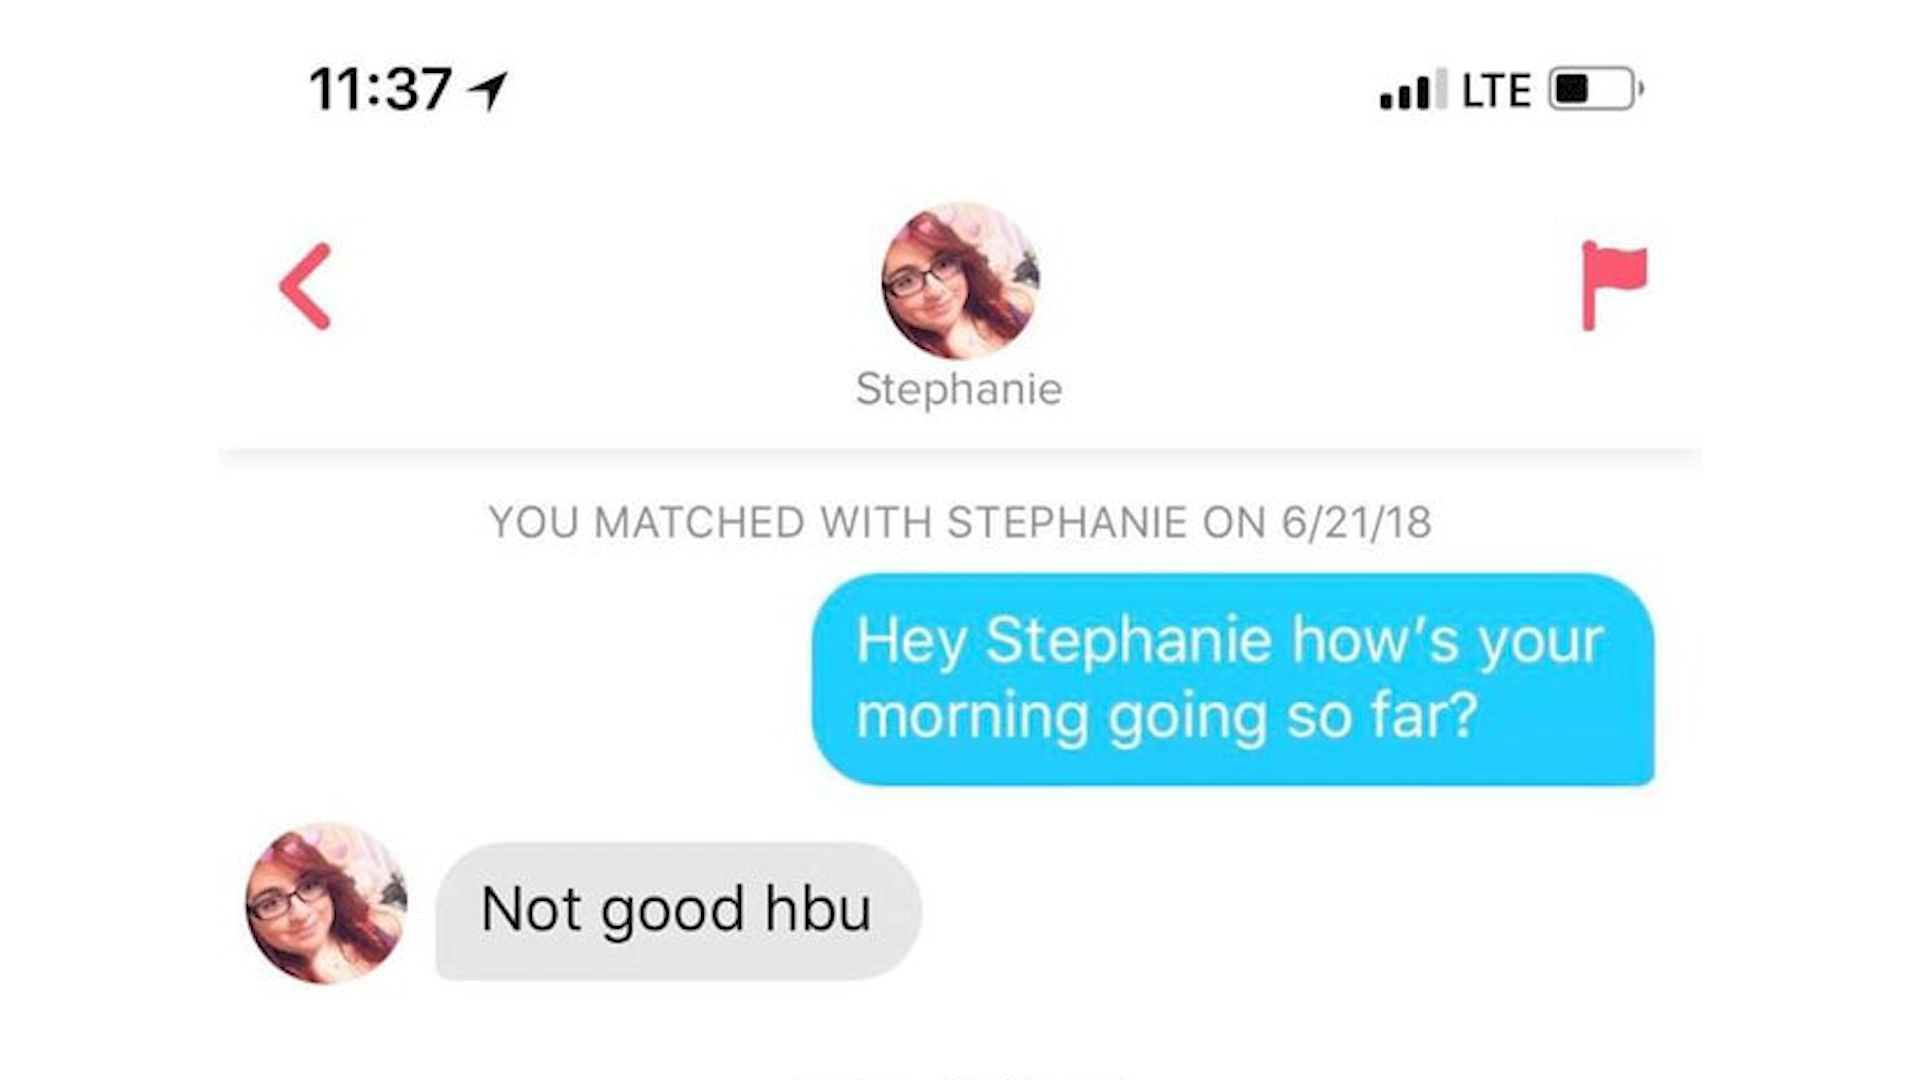 11:37 LTE
Stephanie
YOU MATCHED WITH STEPHANIE ON 6/21/18
Hey Stephanie how's your
morning going so far?
Not good hbu